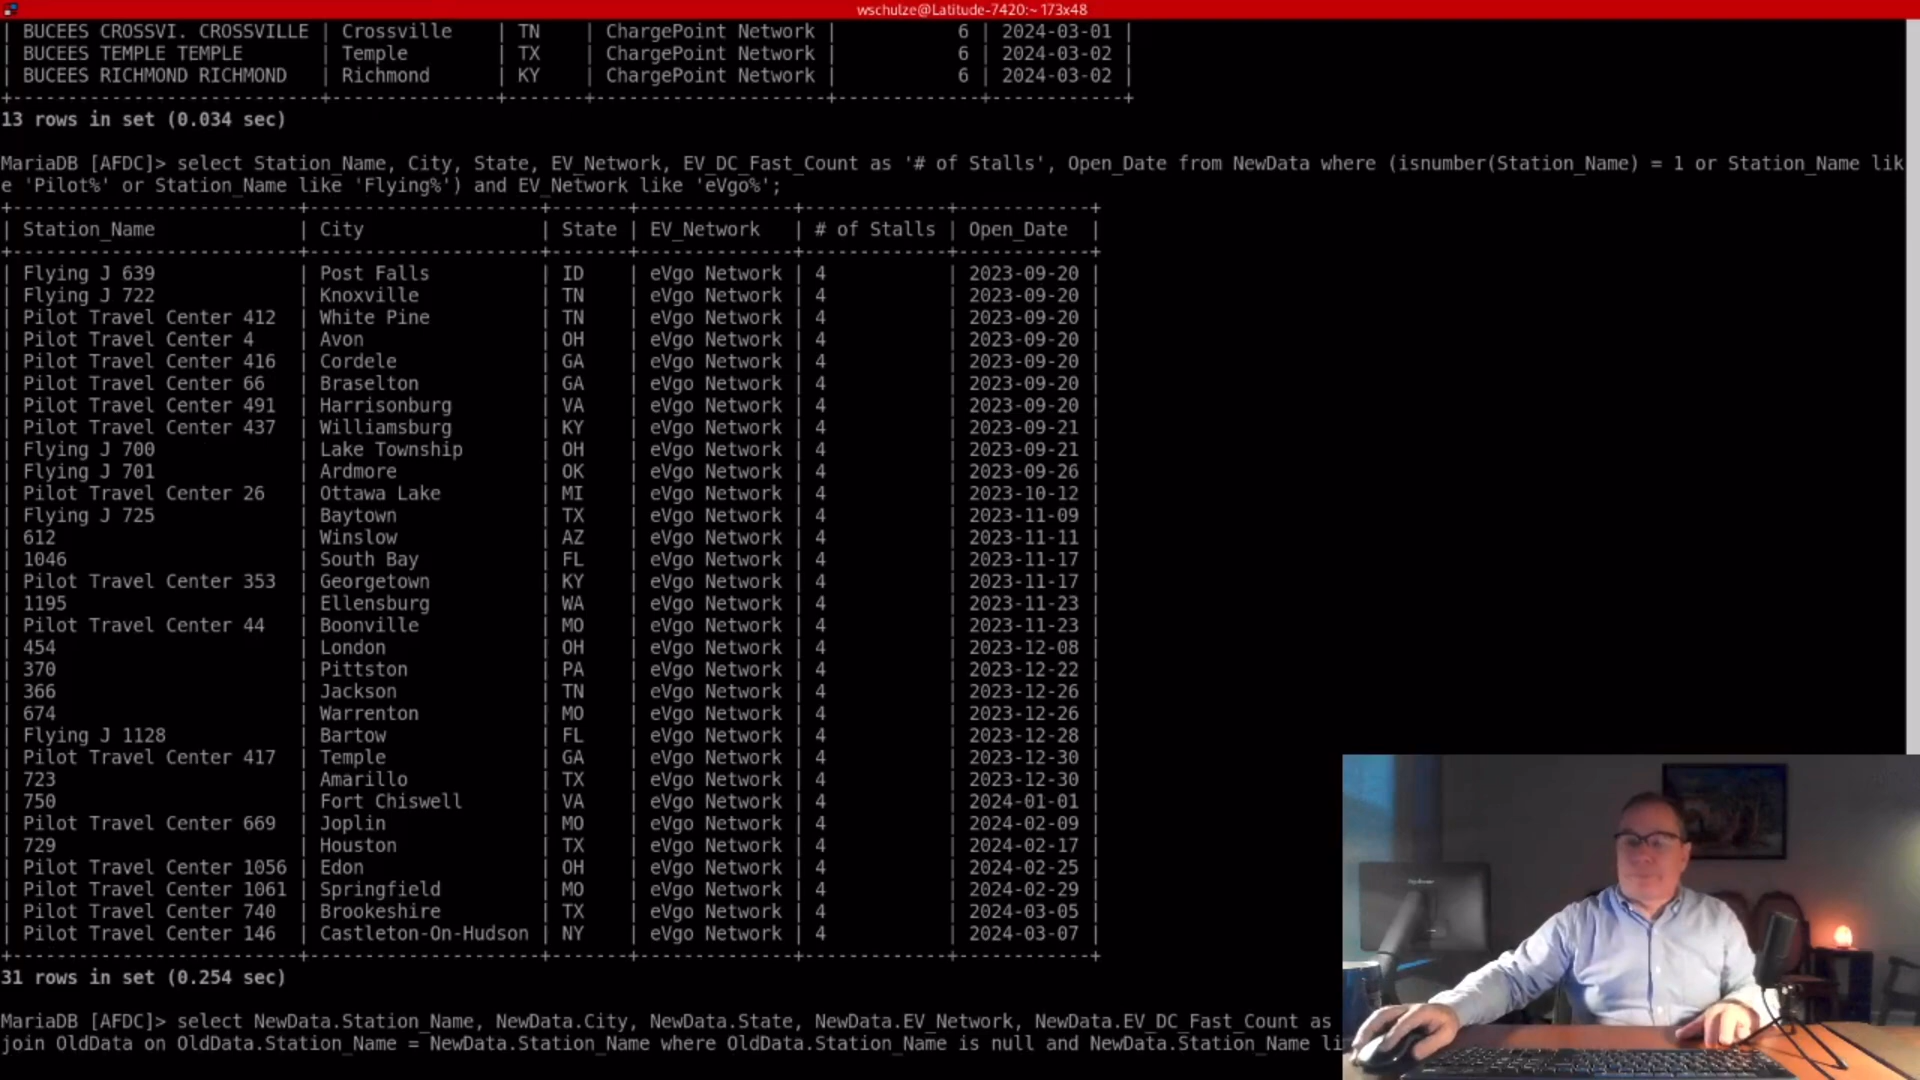 wschulze@Latitude-7420:~ 173x48
| BUCEES CROSSVI. CROSSVILLE | Crossville | TN | ChargePoint Network | 6 | 2024-03-01 |
| BUCEES TEMPLE TEMPLE | Temple | TX | ChargePoint Network | 6 | 2024-03-02 |
| BUCEES RICHMOND RICHMOND | Richmond | KY | ChargePoint Network | 6 | 2024-03-02 |
13 rows in set (0.034 sec)
MariaDB [AFDC]> select Station_Name, City, State, EV_Network, EV_DC_Fast_Count as '# of Stalls', Open_Date from NewData where (isnumber(Station_Name) = 1 or Station_Name lik
e 'Pilot%' or Station_Name like 'Flying%') and EV_Network like 'eVgo%';
| Station_Name | City | State | EV_Network | # of Stalls | Open_Date |
| Flying J 639 | Post Falls | ID | eVgo Network | 4 | 2023-09-20 |
| Flying J 722 | Knoxville | TN | eVgo Network | 4 | 2023-09-20 |
| Pilot Travel Center 412 | White Pine | TN | eVgo Network | 4 | 2023-09-20 |
| Pilot Travel Center 4 | Avon | OH | eVgo Network | 4 | 2023-09-20 |
| Pilot Travel Center 416 | Cordele | GA | eVgo Network | 4 | 2023-09-20 |
| Pilot Travel Center 66 | Braselton | GA | eVgo Network | 4 | 2023-09-20 |
| Pilot Travel Center 491 | Harrisonburg | VA | eVgo Network | 4 | 2023-09-20 |
| Pilot Travel Center 437 | Williamsburg | KY | eVgo Network | 4 | 2023-09-21 |
| Flying J 700 | Lake Township | OH | eVgo Network | 4 | 2023-09-21 |
| Flying J 701 | Ardmore | OK | eVgo Network | 4 | 2023-09-26 |
| Pilot Travel Center 26 | Ottawa Lake | MI | eVgo Network | 4 | 2023-10-12 |
| Flying J 725 | Baytown | TX | eVgo Network | 4 | 2023-11-09 |
| 612 | Winslow | AZ | eVgo Network | 4 | 2023-11-11 |
| 1046 | South Bay | FL | eVgo Network | 4 | 2023-11-17 |
| Pilot Travel Center 353 | Georgetown | KY | eVgo Network | 4 | 2023-11-17 |
| 1195 | Ellensburg | WA | eVgo Network | 4 | 2023-11-23 |
| Pilot Travel Center 44 | Boonville | MO | eVgo Network | 4 | 2023-11-23 |
| 454 | London | OH | eVgo Network | 4 | 2023-12-08 |
| 370 | Pittston | PA | eVgo Network | 4 | 2023-12-22 |
| 366 | Jackson | TN | eVgo Network | 4 | 2023-12-26 |
| 674 | Warrenton | MO | eVgo Network | 4 | 2023-12-26 |
| Flying J 1128 | Bartow | FL | eVgo Network | 4 | 2023-12-28 |
| Pilot Travel Center 417 | Temple | GA | eVgo Network | 4 | 2023-12-30 |
| 723 | Amarillo | TX | eVgo Network | 4 | 2023-12-30 |
| 750 | Fort Chiswell | VA | eVgo Network | 4 | 2024-01-01 |
| Pilot Travel Center 669 | Joplin | MO | eVgo Network | 4 | 2024-02-09 |
| 729 | Houston | TX | eVgo Network | 4 | 2024-02-17 |
| Pilot Travel Center 1056 | Edon | OH | eVgo Network | 4 | 2024-02-25 |
| Pilot Travel Center 1061 | Springfield | MO | eVgo Network | 4 | 2024-02-29 |
| Pilot Travel Center 740 | Brookeshire | TX | eVgo Network | 4 | 2024-03-05 |
| Pilot Travel Center 146 | Castleton-On-Hudson | NY | eVgo Network | 4 | 2024-03-07 |
31 rows in set (0.254 sec)
MariaDB [AFDC]> select NewData.Station_Name, NewData.City, NewData.State, NewData.EV_Network, NewData.EV_DC_Fast_Count as
join OldData on OldData.Station_Name = NewData.Station_Name where OldData.Station_Name is null and NewData.Station_Name